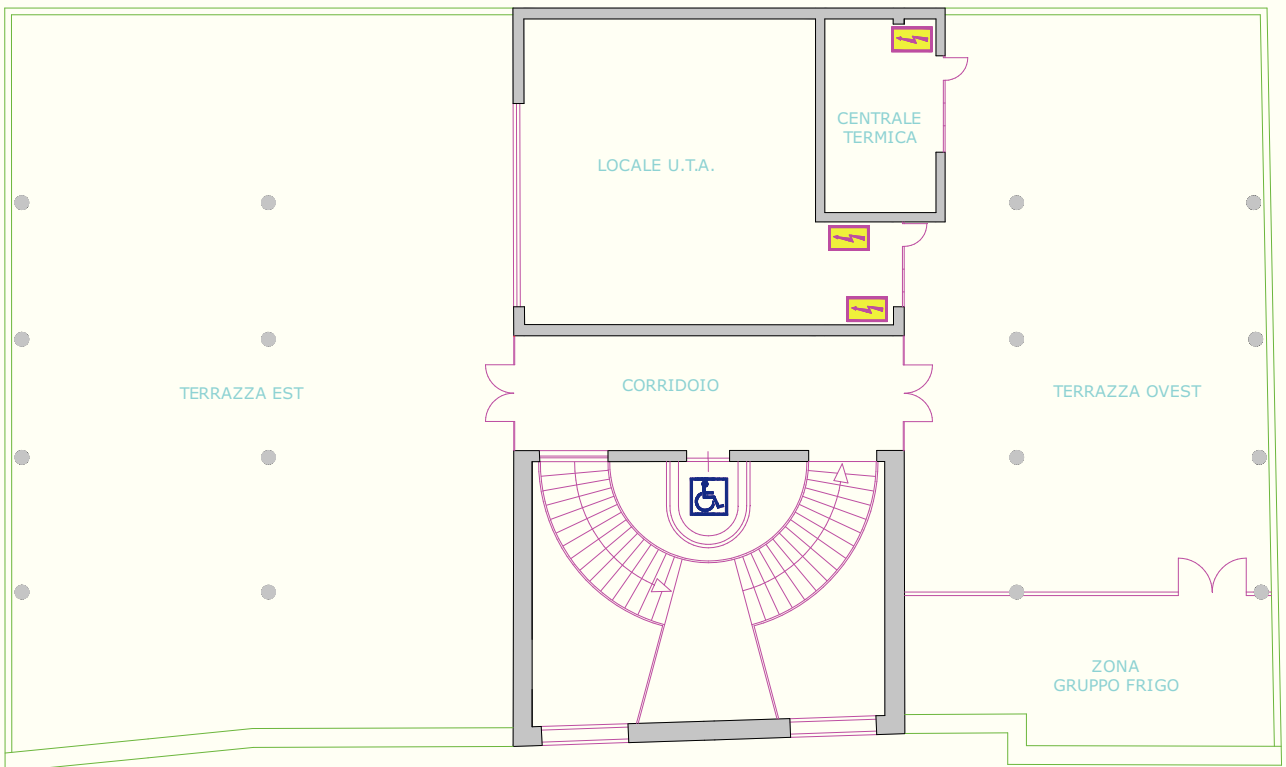 CENTRALE
TERMICA
LOCALE U.T.A.
TERRAZZA EST
CORRIDOIO
TERRAZZA OVEST
ZONA
GRUPPO FRIGO